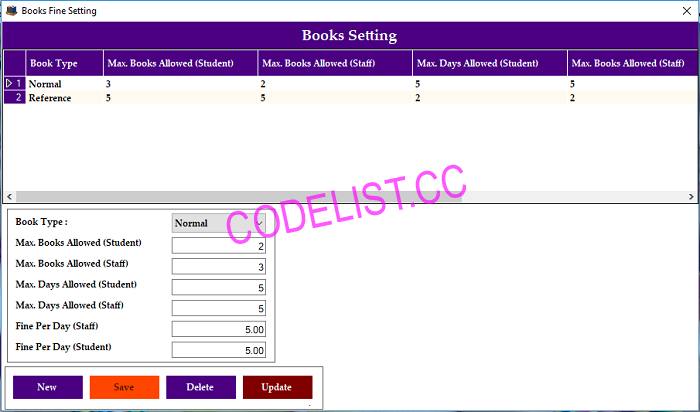 Books Fine Setting
Books Setting
Book Type Max. Books Allowed (Student) Max. Books Allowed (Staff) Max. Days Allowed (Student) Max. Books Allowed (Staff)
1 Normal 3 2 5 5
2 Reference 5 5 2 2
CODELIST.CC
Book Type : Normal
Max. Books Allowed (Student) 2
Max. Books Allowed (Staff) 3
Max. Days Allowed (Student) 5
Max. Days Allowed (Staff) 5
Fine Per Day (Staff) 5.00
Fine Per Day (Student) 5.00
New Save Delete Update